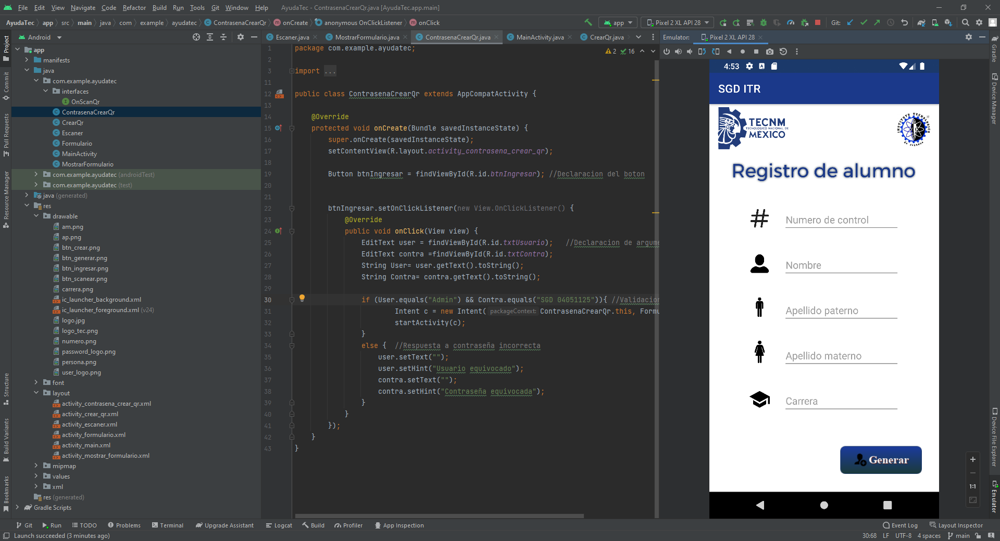 File Edit View Navigate Code Refactor Build Run Tools Git Window Help AyudaTec - ContrasenaCrearQr.java [AyudaTec.app.main]
AyudaTec app src main java com example ayudatec ContrasenaCrearQr onCreate anonymous OnClickListener onClick app Pixel 2 XL API 28 Git:
Project
Commit
Pull Requests
Resource Manager
Structure
Build Variants
Bookmarks
Android
app
manifests
java
com.example.ayudatec
interfaces
OnScanQr
ContrasenaCrearQr
CrearQr
Escaner
Formulario
MainActivity
MostrarFormulario
com.example.ayudatec (androidTest)
com.example.ayudatec (test)
java (generated)
res
drawable
am.png
ap.png
btn_crear.png
btn_generar.png
btn_ingresar.png
btn_scanear.png
carrera.png
ic_launcher_background.xml
ic_launcher_foreground.xml (v24)
logo.jpg
logo_tec.png
numero.png
password_logo.png
persona.png
user_logo.png
font
layout
activity_contrasena_crear_qr.xml
activity_crear_qr.xml
activity_escaner.xml
activity_formulario.xml
activity_main.xml
activity_mostrar_formulario.xml
mipmap
values
xml
res (generated)
Gradle Scripts
Escaner.java MostrarFormulario.java ContrasenaCrearQr.java MainActivity.java CrearQr.java
2 16
1 package com.example.ayudatec;
2
3 import ...
11
12 public class ContrasenaCrearQr extends AppCompatActivity {
13
14 @Override
15 protected void onCreate(Bundle savedInstanceState) {
16 super.onCreate(savedInstanceState);
17 setContentView(R.layout.activity_contrasena_crear_qr);
18
19 Button btnIngresar = findViewById(R.id.btnIngresar); //Declaracion del boton
20
21
22 btnIngresar.setOnClickListener(new View.OnClickListener() {
23 @Override
24 public void onClick(View view) {
25 EditText user = findViewById(R.id.txtUsuario); //Declaracion de argume
26 EditText contra =findViewById(R.id.txtContra);
27 String User= user.getText().toString();
28 String Contra= contra.getText().toString();
29
30 if (User.equals("Admin") && Contra.equals("SGD 04051125")){ //Validacion
31 Intent c = new Intent( packageContext: ContrasenaCrearQr.this, Formu
32 startActivity(c);
33 }
34 else { //Respuesta a contraseña incorrecta
35 user.setText("");
36 user.setHint("Usuario equivocado");
37 contra.setText("");
38 contra.setHint("Contraseña equivocada");
39 }
40 }
41 });
42 }
43 }
Emulator: Pixel 2 XL API 28
4:53
SGD ITR
TECNM
TECNOLÓGICO NACIONAL DE
MÉXICO
INSTITUTO TECNOLOGICO
Registro de alumno
Numero de control
Nombre
Apellido paterno
Apellido materno
Carrera
Generar
1:1
Gradle
Device Manager
Device File Explorer
Emulator
Git Run TODO Problems Terminal Upgrade Assistant Logcat Build Profiler App Inspection Event Log Layout Inspector
Launch succeeded (3 minutes ago) 30:68 LF UTF-8 4 spaces main